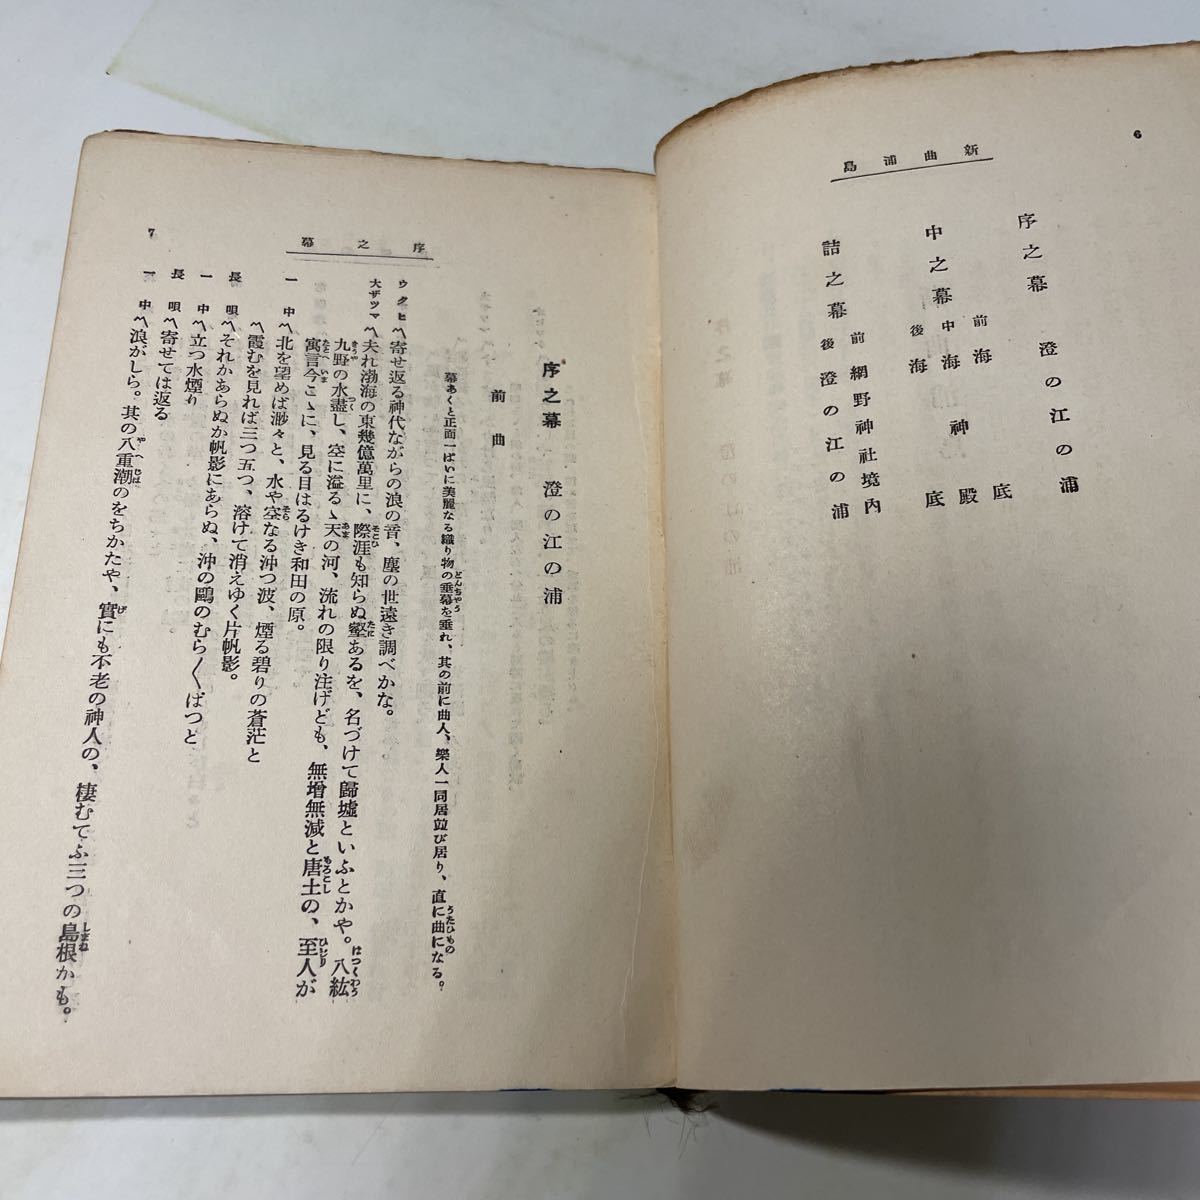 6
新曲浦島
序之幕　澄の江の浦
中之幕
前　海底
中　海神殿
後　海底
詰之幕
前　網野神社境内
後　澄の江の浦
序之幕
7
序之幕　澄の江の浦
前曲
幕あくと正面一ぱいに美麗なる織り物の垂幕を垂れ、其の前に曲人、樂人一同居竝び居り、直に曲になる。
ウタヒ〽寄せ返る神代ながらの浪の音、塵の世遠き調べかな。
大ザツマ〽夫れ渤海の東幾億萬里に、際涯も知らぬ壑あるを、名づけて歸墟といふとかや。八紘
九野の水盡し、空に溢るゝ天の河、流れの限り注げども、無增無減と唐土の、至人が
寓言今こゝに、見る目はるけき和田の原。
一中〽北を望めば渺々と、水や空なる沖つ波、煙る碧りの蒼茫と
〽霞むを見れば三つ五つ、溶けて消えゆく片帆影。
長唄〽それかあらぬか帆影にあらぬ、沖の鷗のむら〱ぱつと
一中〽立つ水煙り
長唄〽寄せては返る
一中〽浪がしら。其の八重潮のをちかたや、實にも不老の神人の、棲むてふ三つの島根かも。